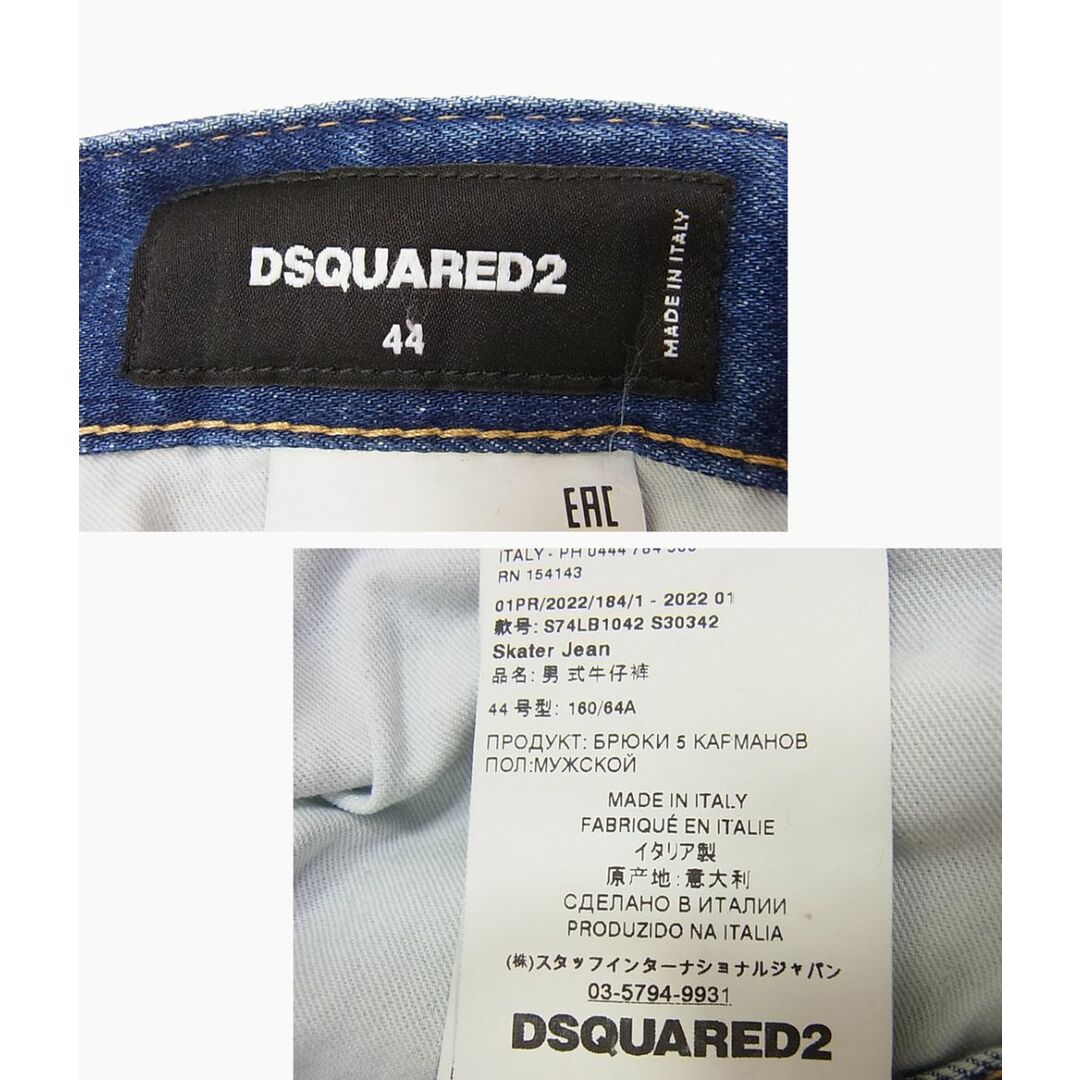 DSQUARED2
44
MADE IN ITALY
EAC
ITALY - PH 0444 784
RN 154143
01PR/2022/184/1 - 2022 01
款号: S74LB1042 S30342
Skater Jean
品名: 男 式牛仔裤
44 号型: 160/64A
ПРОДУКТ: БРЮКИ 5 КАРМАНОВ
ПОЛ:МУЖСКОЙ
MADE IN ITALY
FABRIQUÉ EN ITALIE
イタリア製
原产地: 意大利
СДЕЛАНО В ИТАЛИИ
PRODUZIDO NA ITALIA
(株)スタッフインターナショナルジャパン
03-5794-9931
DSQUARED2